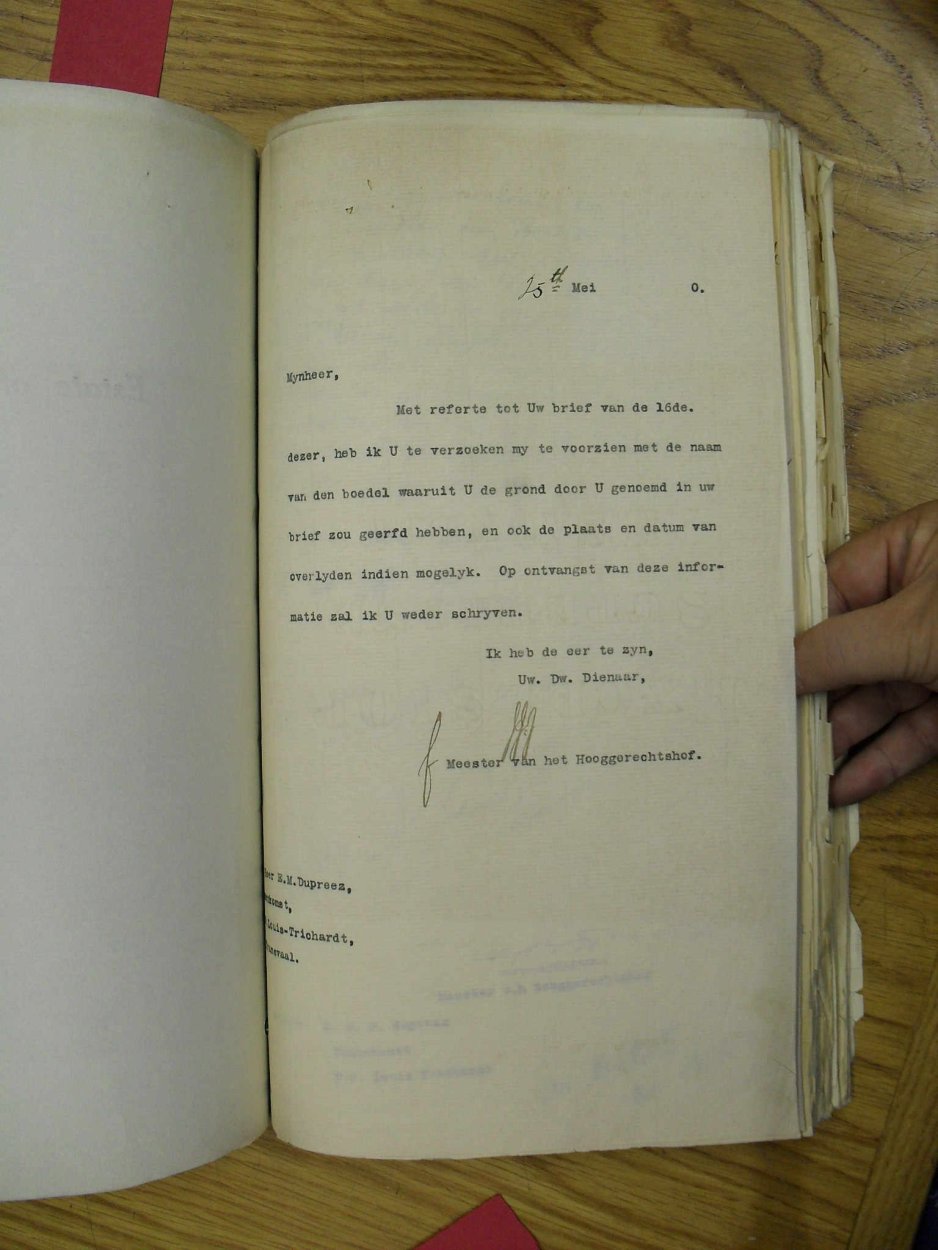 25th Mei 0.
Mynheer,
Met referte tot Uw brief van de 16de.
dezer, heb ik U te verzoeken my te voorzien met de naam
van den boedel waaruit U de grond door U genoemd in uw
brief zou geerfd hebben, en ook de plaats en datum van
overlyden indien mogelyk. Op ontvangst van deze infor-
matie zal ik U weder schryven.
Ik heb de eer te zyn,
Uw. Dw. Dienaar,
f Meester van het Hooggerechtshof.
E.M.Dupreez,
Louis-Trichardt,